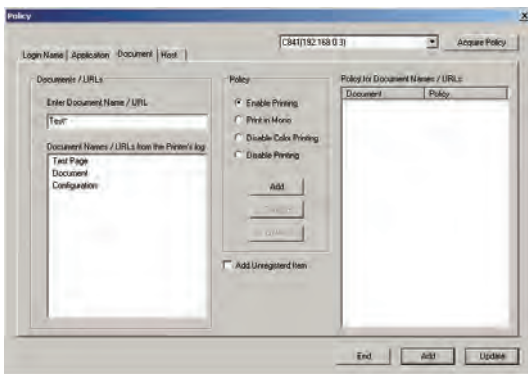 Policy
C841(192.168.0.3)
Acquire Policy
Login Name
Application
Document
Host
Documents / URLs
Enter Document Name / URL
Test*
Document Names / URLs from the Printer's log
Test Page
Document
Configuration
Policy
Enable Printing
Print in Mono
Disable Color Printing
Disable Printing
Add
Add Unregisterd Item
Policy for Document Names / URLs
Document
Policy
End
Add
Update